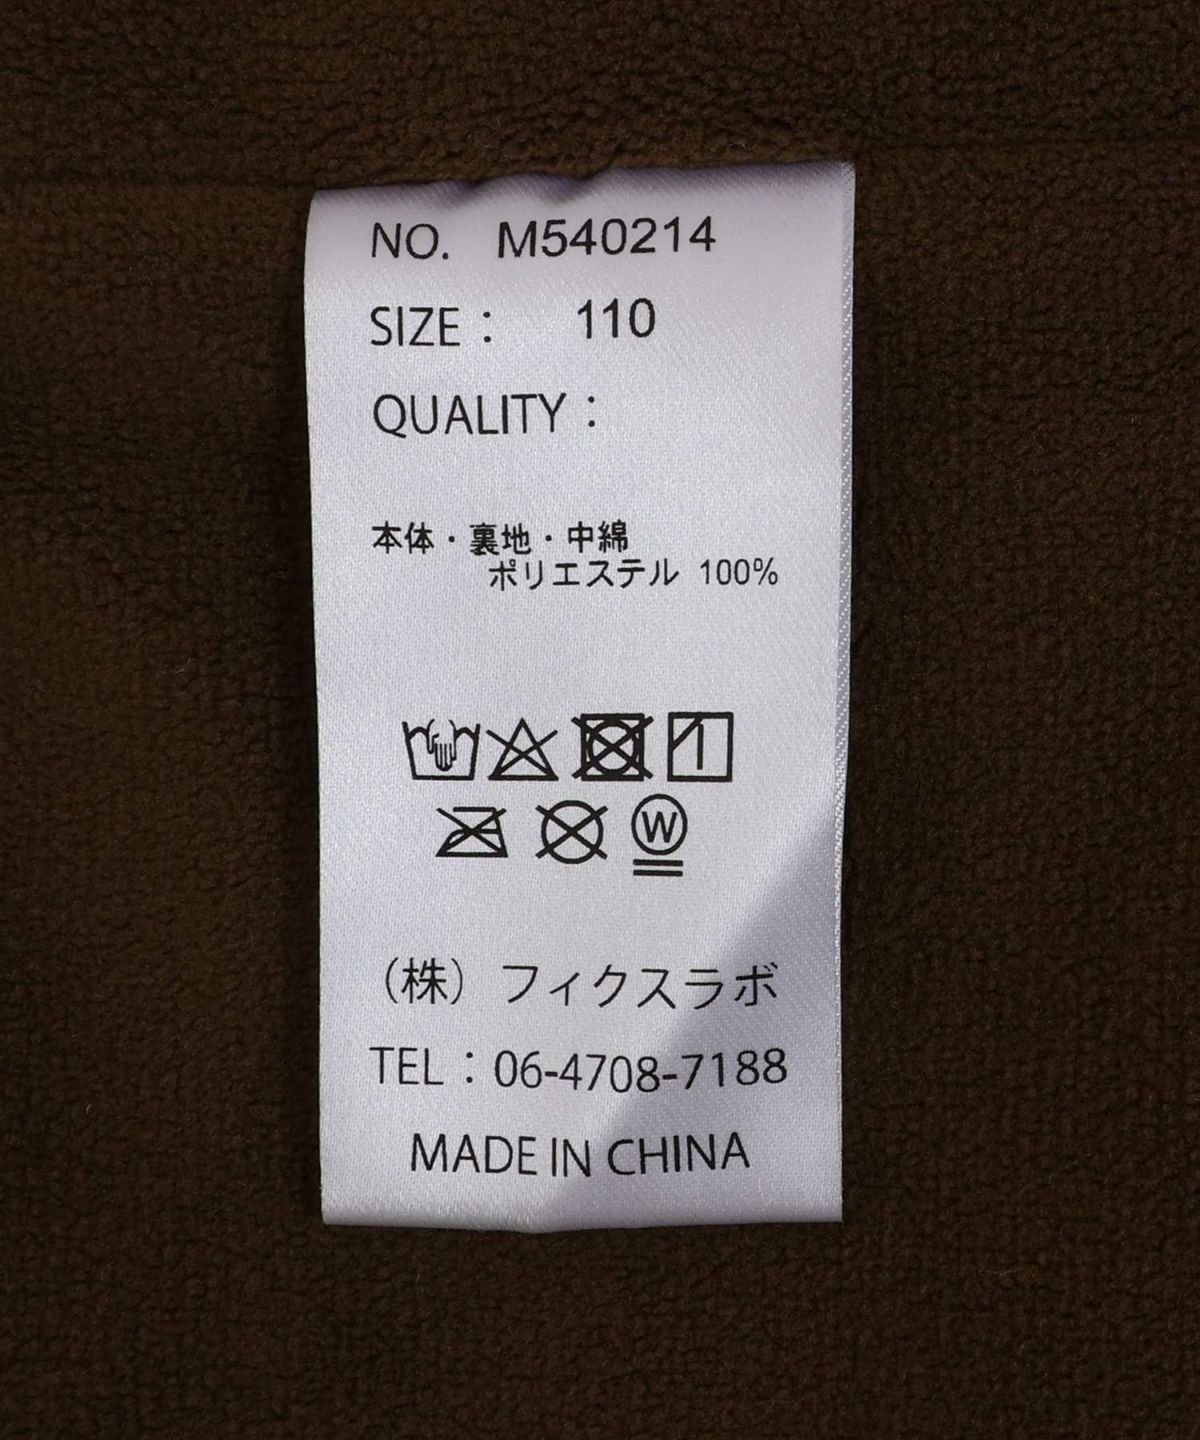 NO. M540214
SIZE： 110
QUALITY：
本体・裏地・中綿
ポリエステル 100%
W
（株）フィクスラボ
TEL：06-4708-7188
MADE IN CHINA